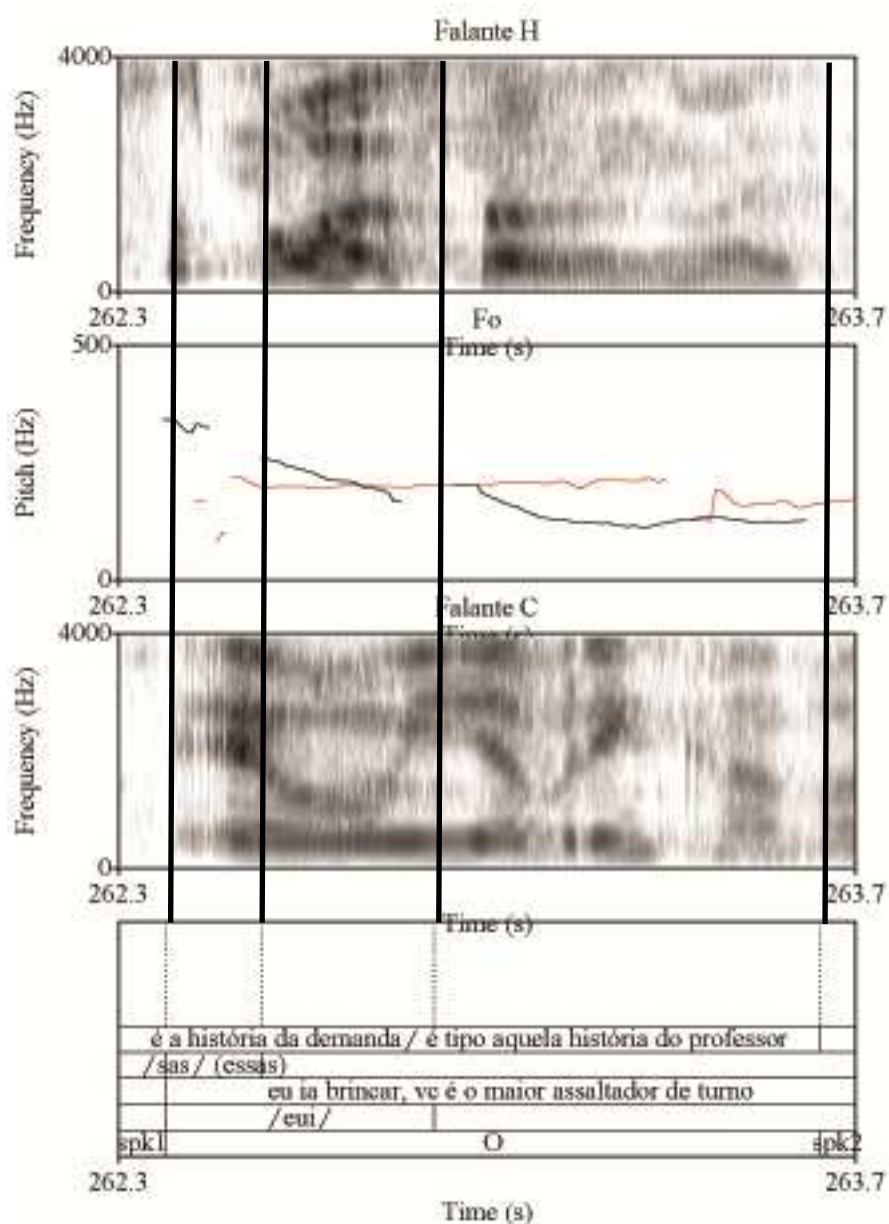 Falante H
4000
Frequency (Hz)
0
262.3 Fo 263.7
Time (s)
500
Pitch (Hz)
0
262.3 Falante C 263.7
Time (s)
4000
Frequency (Hz)
0
262.3 263.7
Time (s)
é a história da demanda/ é tipo aquela história do professor
/sas/ (essas)
eu ia brincar, vc é o maior assaltador de turno
/eui/
spk1 O spk2
262.3 263.7
Time (s)